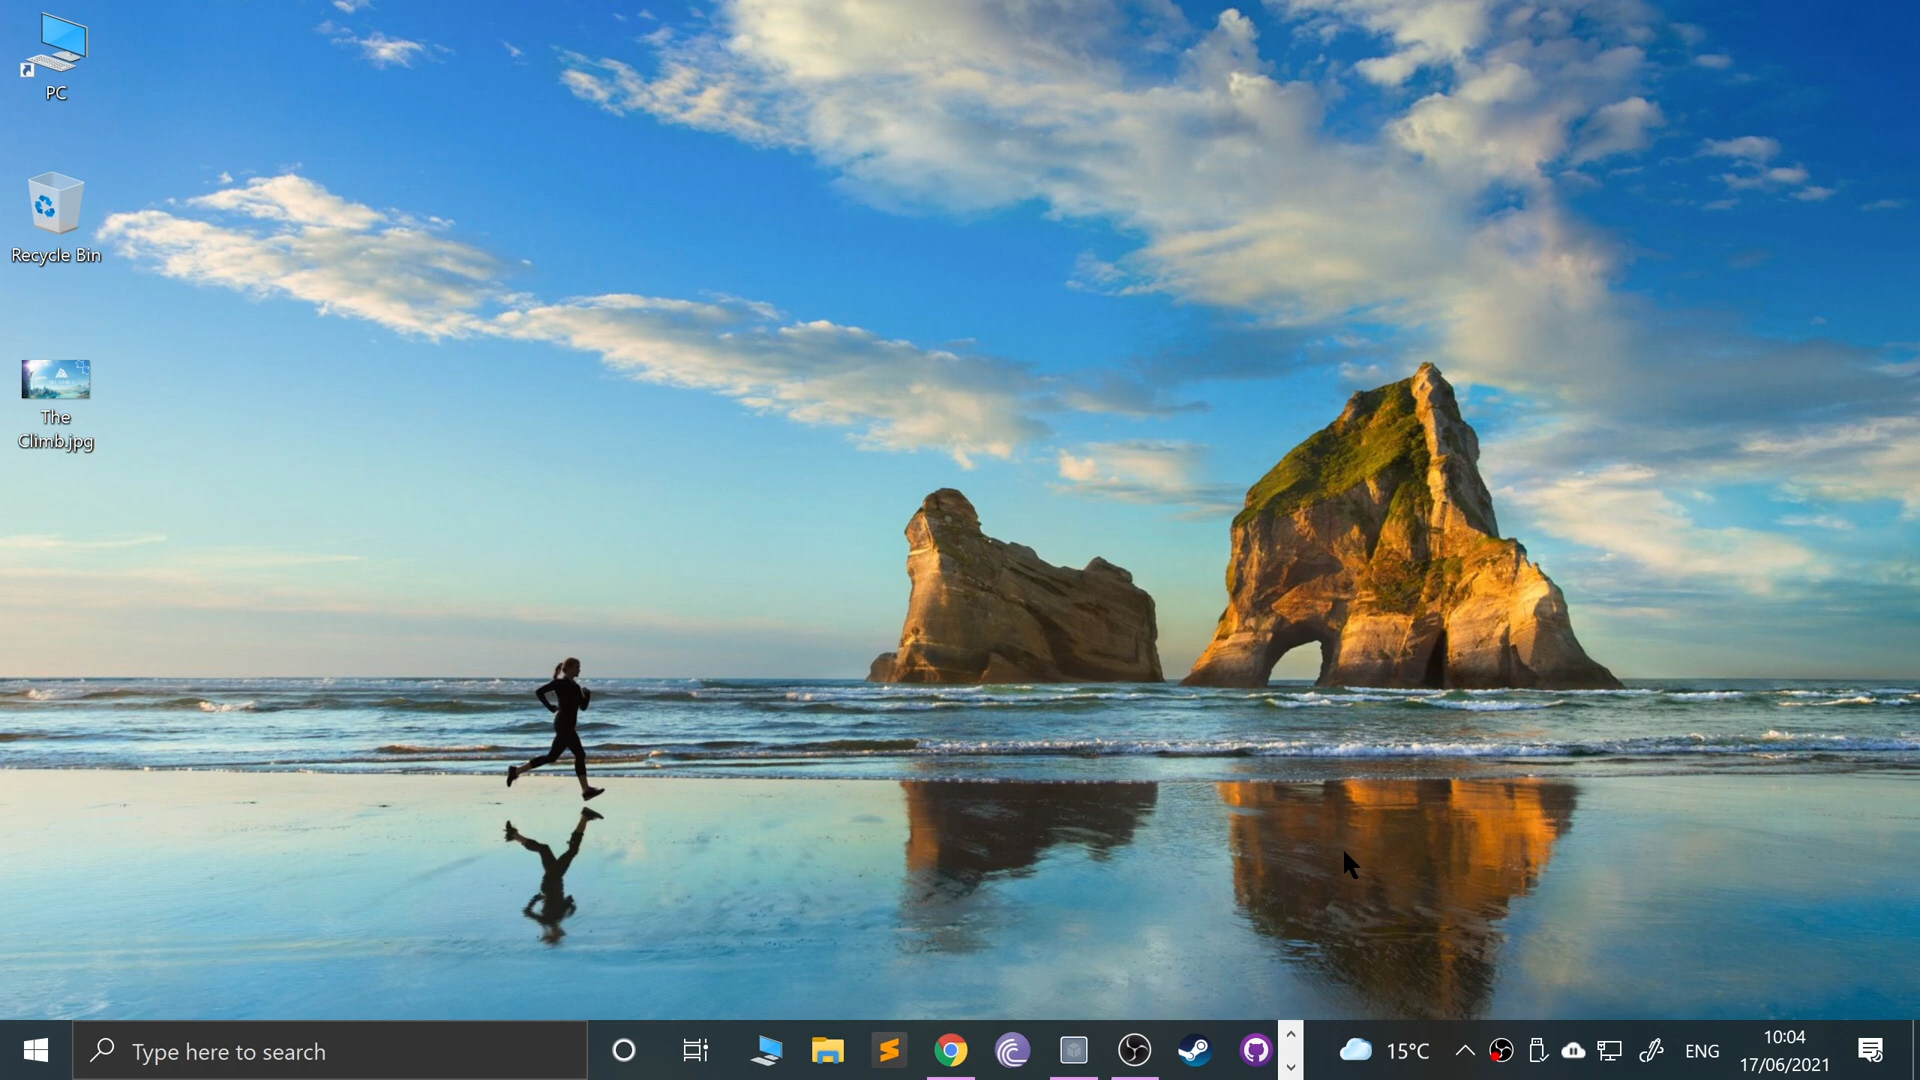 PC
Recycle Bin
The
Climb.jpg
Type here to search
15°C
ENG
10:04
17/06/2021